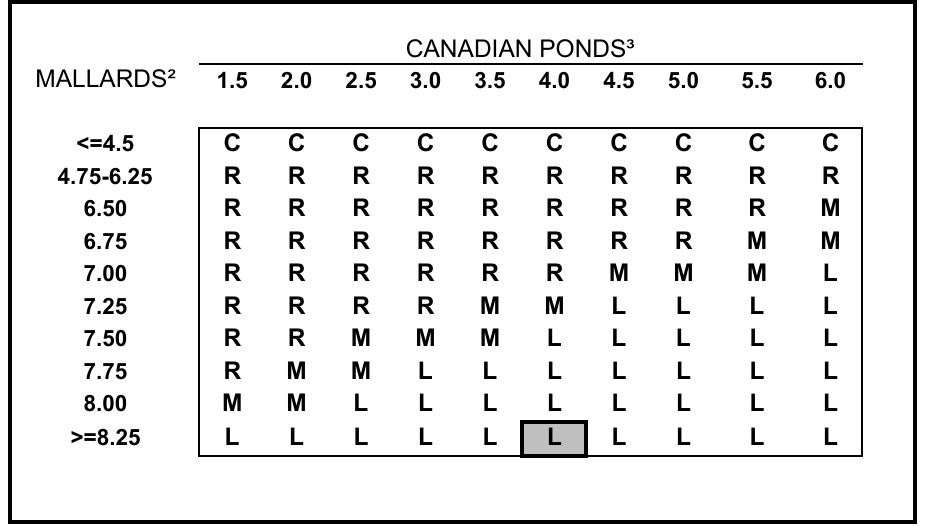 CANADIAN PONDS³
MALLARDS² 1.5 2.0 2.5 3.0 3.5 4.0 4.5 5.0 5.5 6.0
<=4.5 C C C C C C C C C C
4.75-6.25 R R R R R R R R R R
6.50 R R R R R R R R R M
6.75 R R R R R R R R M M
7.00 R R R R R R M M M L
7.25 R R R R M M L L L L
7.50 R R M M M L L L L L
7.75 R M M L L L L L L L
8.00 M M L L L L L L L L
>=8.25 L L L L L L L L L L